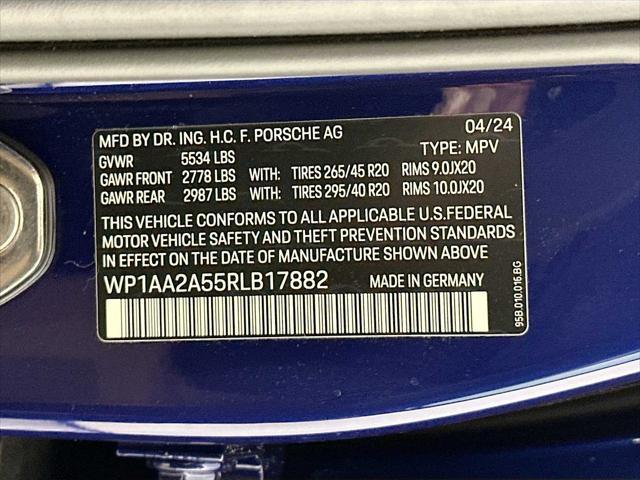 MFD BY DR. ING. H.C. F. PORSCHE AG 04/24
GVWR 5534 LBS TYPE: MPV
GAWR FRONT 2778 LBS WITH: TIRES 265/45 R20 RIMS 9.0JX20
GAWR REAR 2987 LBS WITH: TIRES 295/40 R20 RIMS 10.0JX20
THIS VEHICLE CONFORMS TO ALL APPLICABLE U.S.FEDERAL
MOTOR VEHICLE SAFETY AND THEFT PREVENTION STANDARDS
IN EFFECT ON THE DATE OF MANUFACTURE SHOWN ABOVE.
WP1AA2A55RLB17882 MADE IN GERMANY
95B.010.016.BG